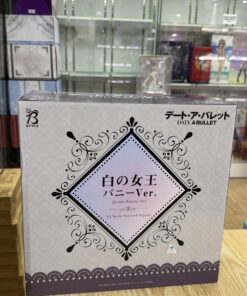 B
STYLE
デート・ア・バレット
DATE A BULLET
白の女王
バニーVer.
Queen Bunny Ver.
1/4 Scale Painted Figure